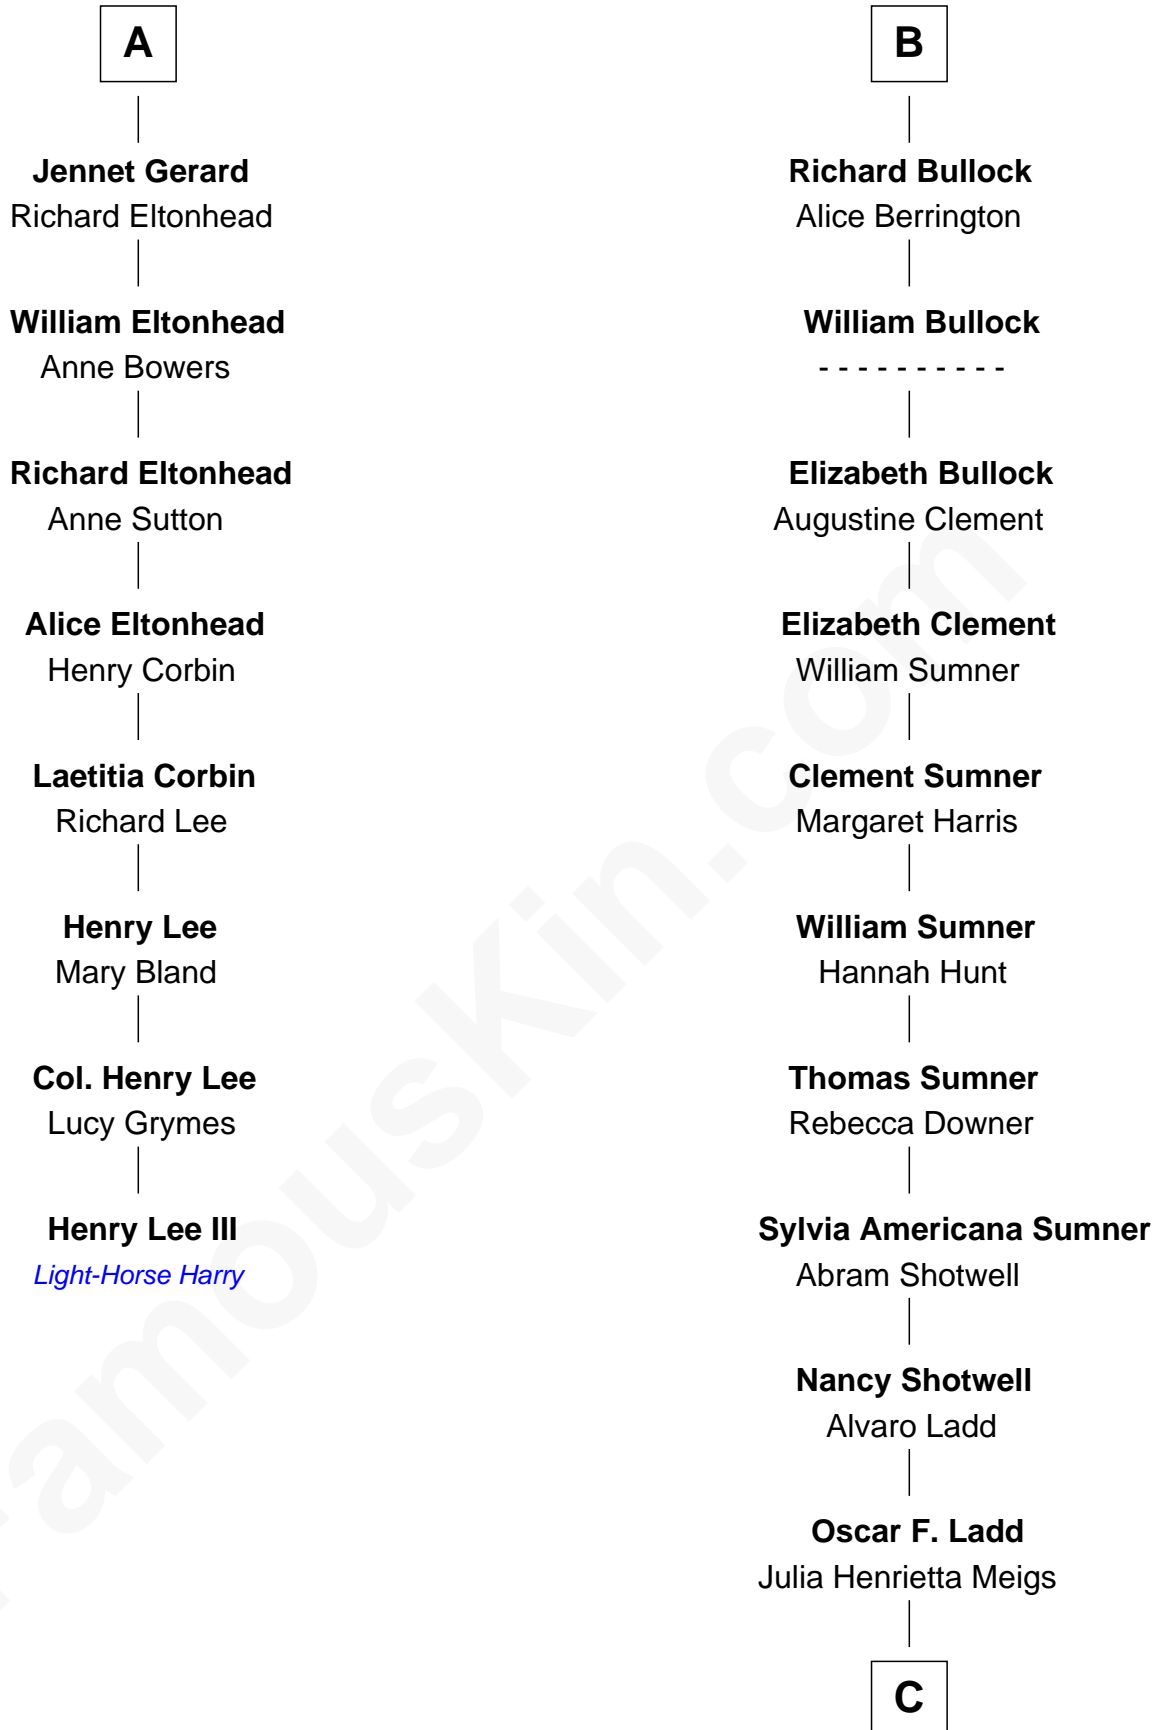 A
Jennet Gerard
Richard Eltonhead
William Eltonhead
Anne Bowers
Richard Eltonhead
Anne Sutton
Alice Eltonhead
Henry Corbin
Laetitia Corbin
Richard Lee
Henry Lee
Mary Bland
Col. Henry Lee
Lucy Grymes
Henry Lee III
Light-Horse Harry
B
Richard Bullock
Alice Berrington
William Bullock
- - - - - - - - - -
Elizabeth Bullock
Augustine Clement
Elizabeth Clement
William Sumner
Clement Sumner
Margaret Harris
William Sumner
Hannah Hunt
Thomas Sumner
Rebecca Downer
Sylvia Americana Sumner
Abram Shotwell
Nancy Shotwell
Alvaro Ladd
Oscar F. Ladd
Julia Henrietta Meigs
C
FamousKin.com